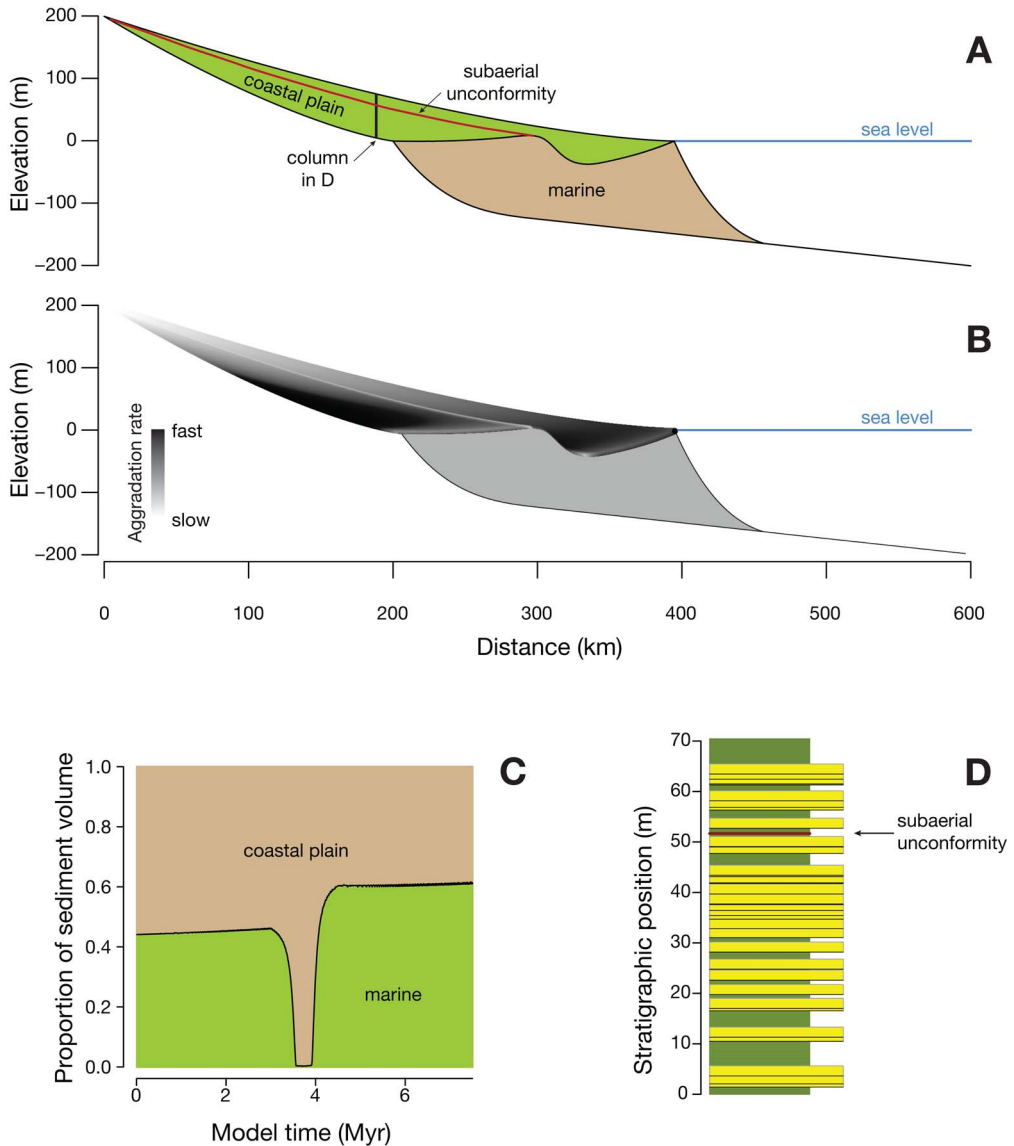 A
200
100
0
−100
−200
Elevation (m)
coastal plain
subaerial
unconformity
sea level
column
in D
marine
B
200
100
0
−100
−200
Elevation (m)
sea level
Aggradation rate
fast
slow
0
100
200
300
400
500
600
Distance (km)
C
1.0
0.8
0.6
0.4
0.2
0.0
Proportion of sediment volume
coastal plain
marine
0
2
4
6
Model time (Myr)
D
70
60
50
40
30
20
10
0
Stratigraphic position (m)
subaerial
unconformity